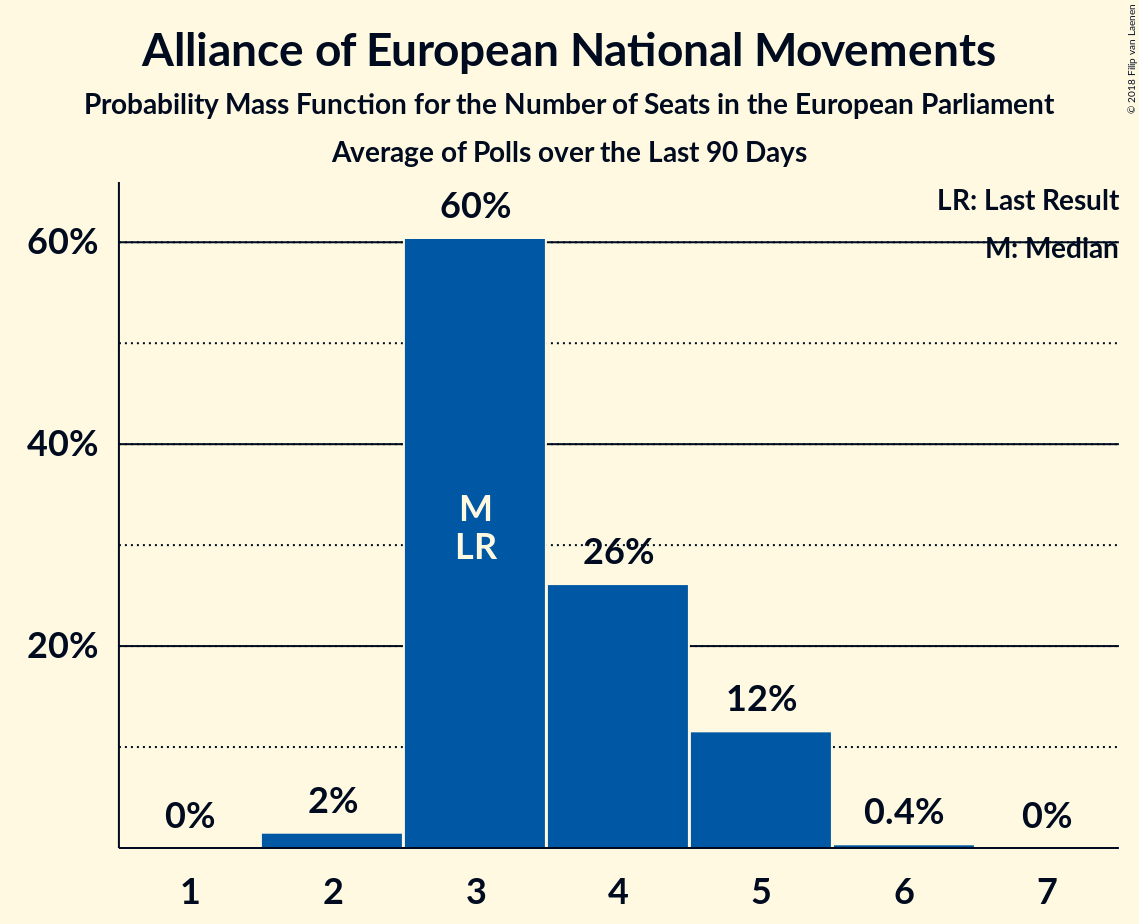 Alliance of European National Movements
Probability Mass Function for the Number of Seats in the European Parliament
Average of Polls over the Last 90 Days
© 2018 Filip van Laenen
LR: Last Result
M: Median
60%
40%
20%
0%
2%
60%
M
LR
26%
12%
0.4%
0%
1 2 3 4 5 6 7